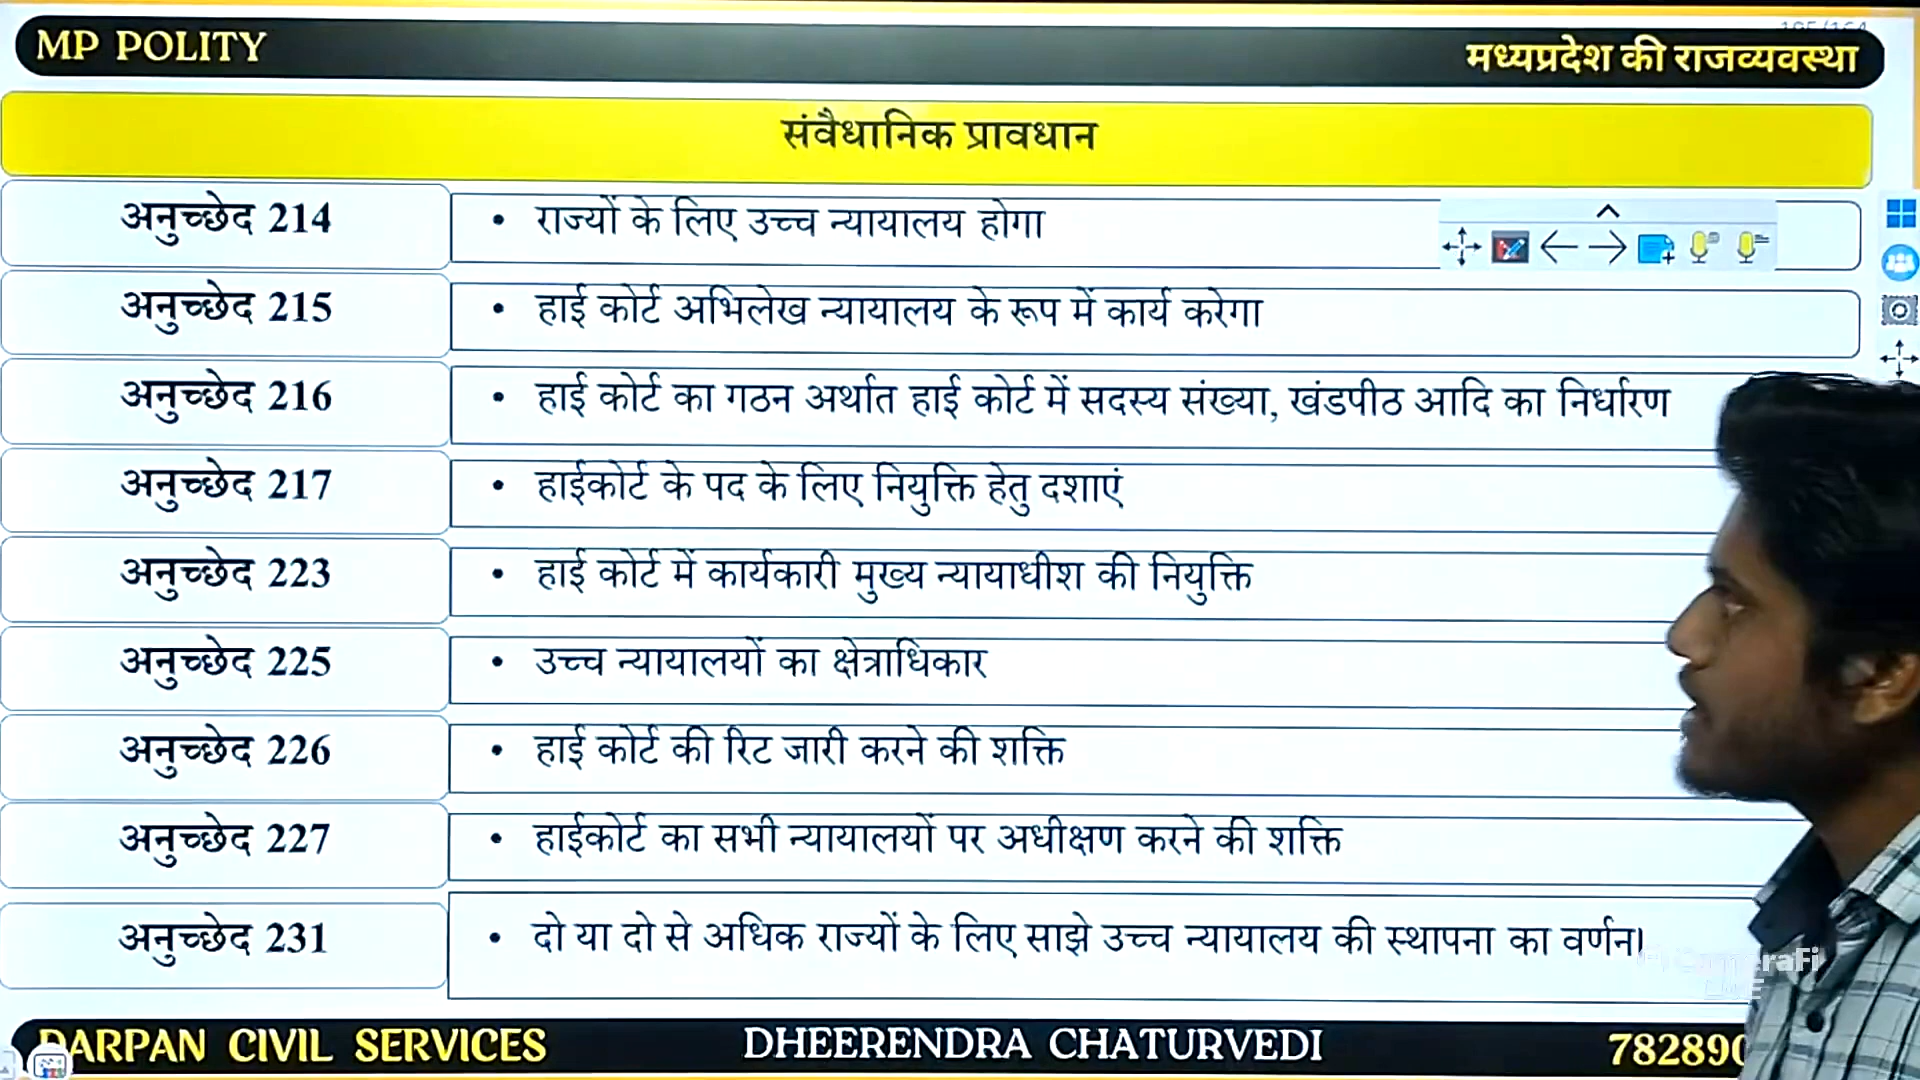 MP POLITY
मध्यप्रदेश की राजव्यवस्था
संवैधानिक प्रावधान
अनुच्छेद 214
• राज्यों के लिए उच्च न्यायालय होगा
अनुच्छेद 215
• हाई कोर्ट अभिलेख न्यायालय के रूप में कार्य करेगा
अनुच्छेद 216
• हाई कोर्ट का गठन अर्थात हाई कोर्ट में सदस्य संख्या, खंडपीठ आदि का निर्धारण
अनुच्छेद 217
• हाईकोर्ट के पद के लिए नियुक्ति हेतु दशाएं
अनुच्छेद 223
• हाई कोर्ट में कार्यकारी मुख्य न्यायाधीश की नियुक्ति
अनुच्छेद 225
• उच्च न्यायालयों का क्षेत्राधिकार
अनुच्छेद 226
• हाई कोर्ट की रिट जारी करने की शक्ति
अनुच्छेद 227
• हाईकोर्ट का सभी न्यायालयों पर अधीक्षण करने की शक्ति
अनुच्छेद 231
• दो या दो से अधिक राज्यों के लिए साझे उच्च न्यायालय की स्थापना का वर्णन।
DARPAN CIVIL SERVICES
DHEERENDRA CHATURVEDI